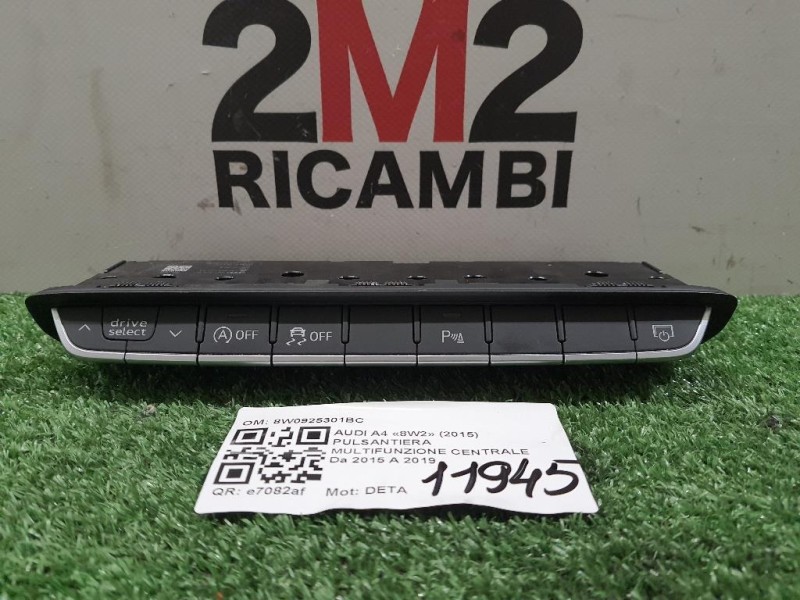 2M2
RICAMBI
drive
select
A OFF
OFF
P
OM: 8W0925301BC
AUDI A4 «8W2» (2015)
PULSANTIERA
MULTIFUNZIONE CENTRALE
Da 2015 A 2019
QR: e7082af Mot: DETA
11945